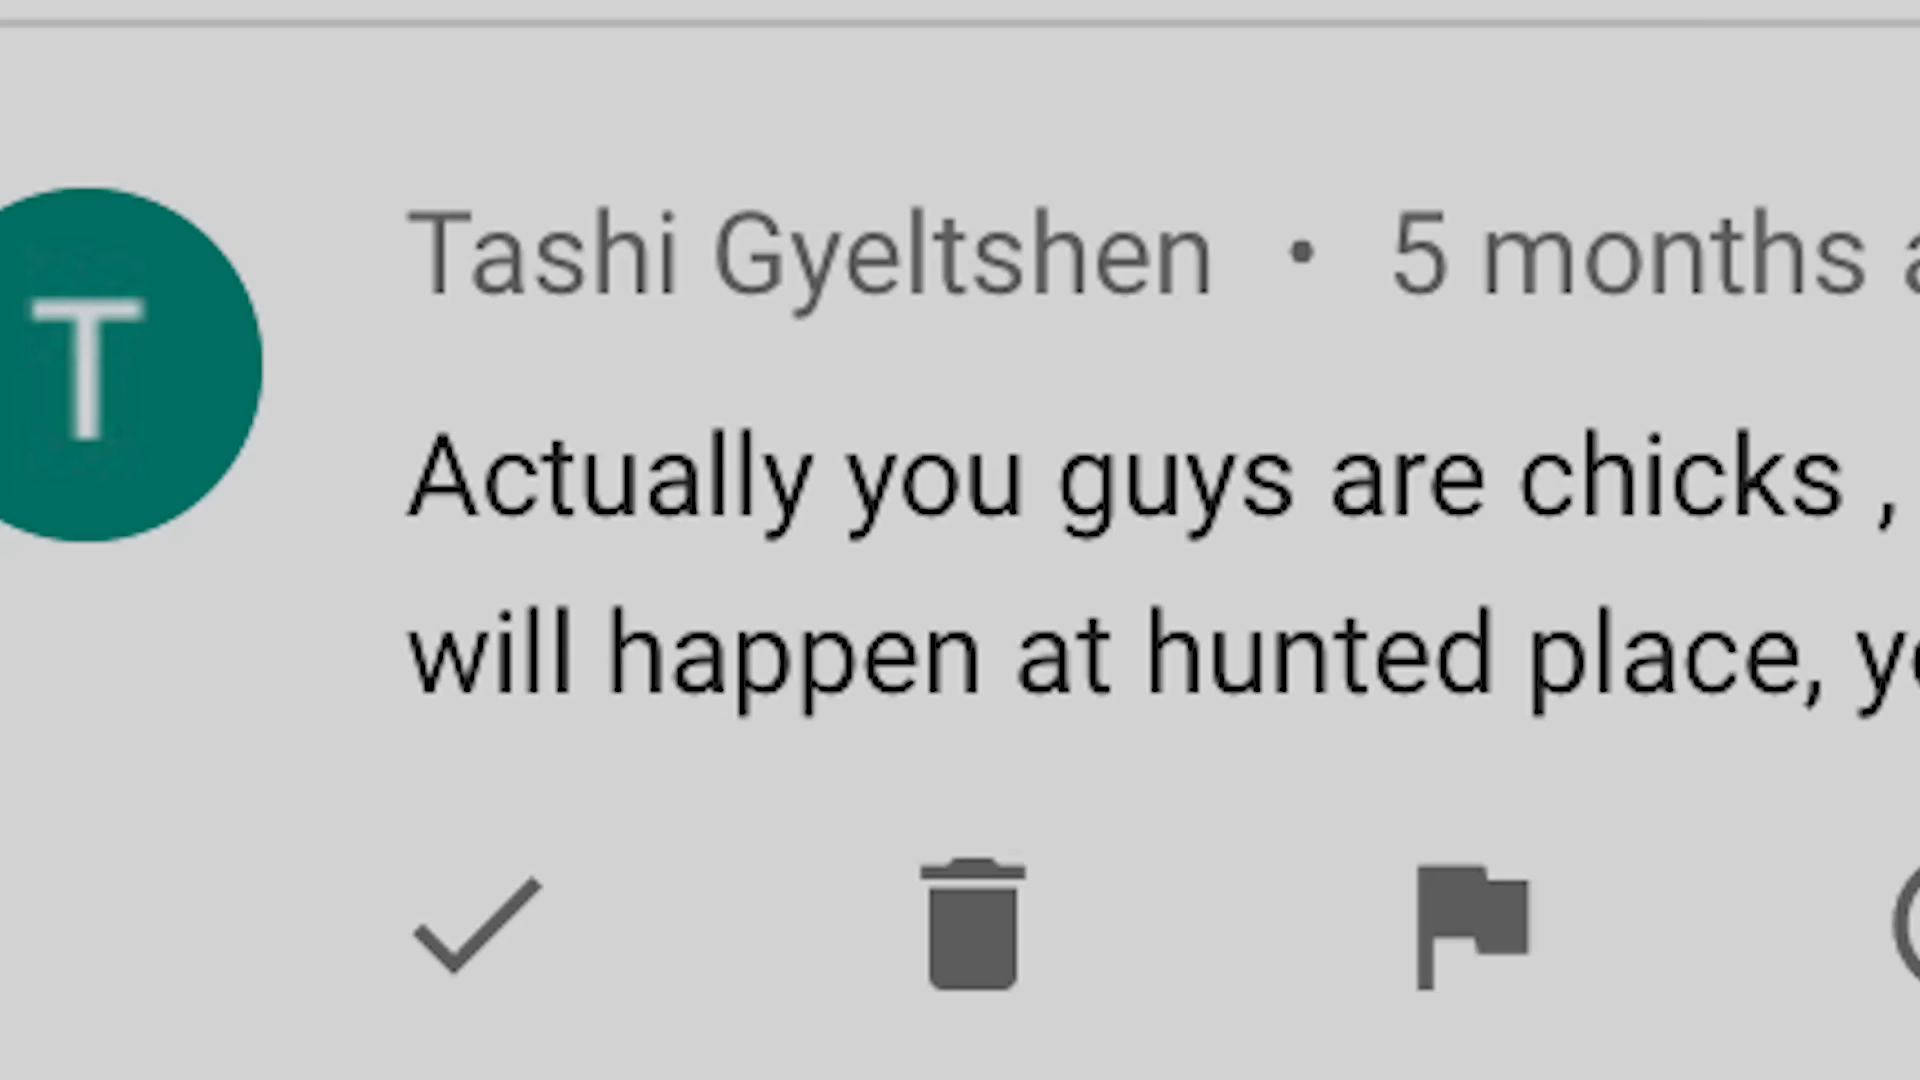 T
Tashi Gyeltshen • 5 months
Actually you guys are chicks ,
will happen at hunted place,